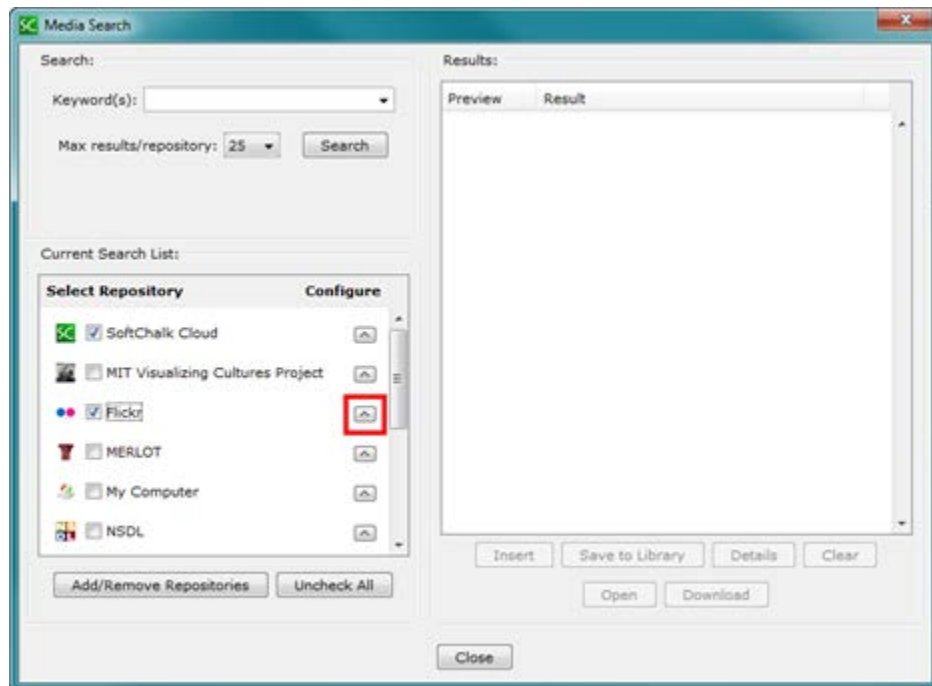 SC Media Search
Search:
Keyword(s):
Max results/repository: 25 Search
Current Search List:
Select Repository Configure
SC SoftChalk Cloud
MIT Visualizing Cultures Project
Flickr
MERLOT
My Computer
NSDL
Add/Remove Repositories Uncheck All
Results:
Preview Result
Insert Save to Library Details Clear
Open Download
Close